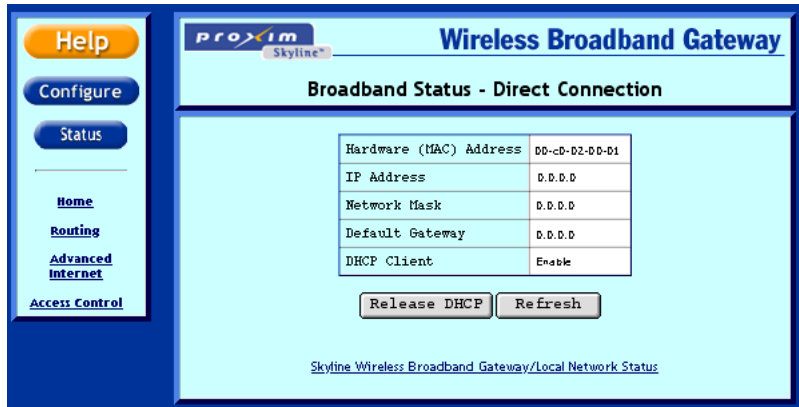 Help
Configure
Status
Home
Routing
Advanced
Internet
Access Control
proxim
Skyline™
Wireless Broadband Gateway
Broadband Status - Direct Connection
Hardware (MAC) Address DD-cD-D2-DD-D1
IP Address D.D.D.D
Network Mask D.D.D.D
Default Gateway D.D.D.D
DHCP Client Enable
Release DHCP Refresh
Skyline Wireless Broadband Gateway/Local Network Status